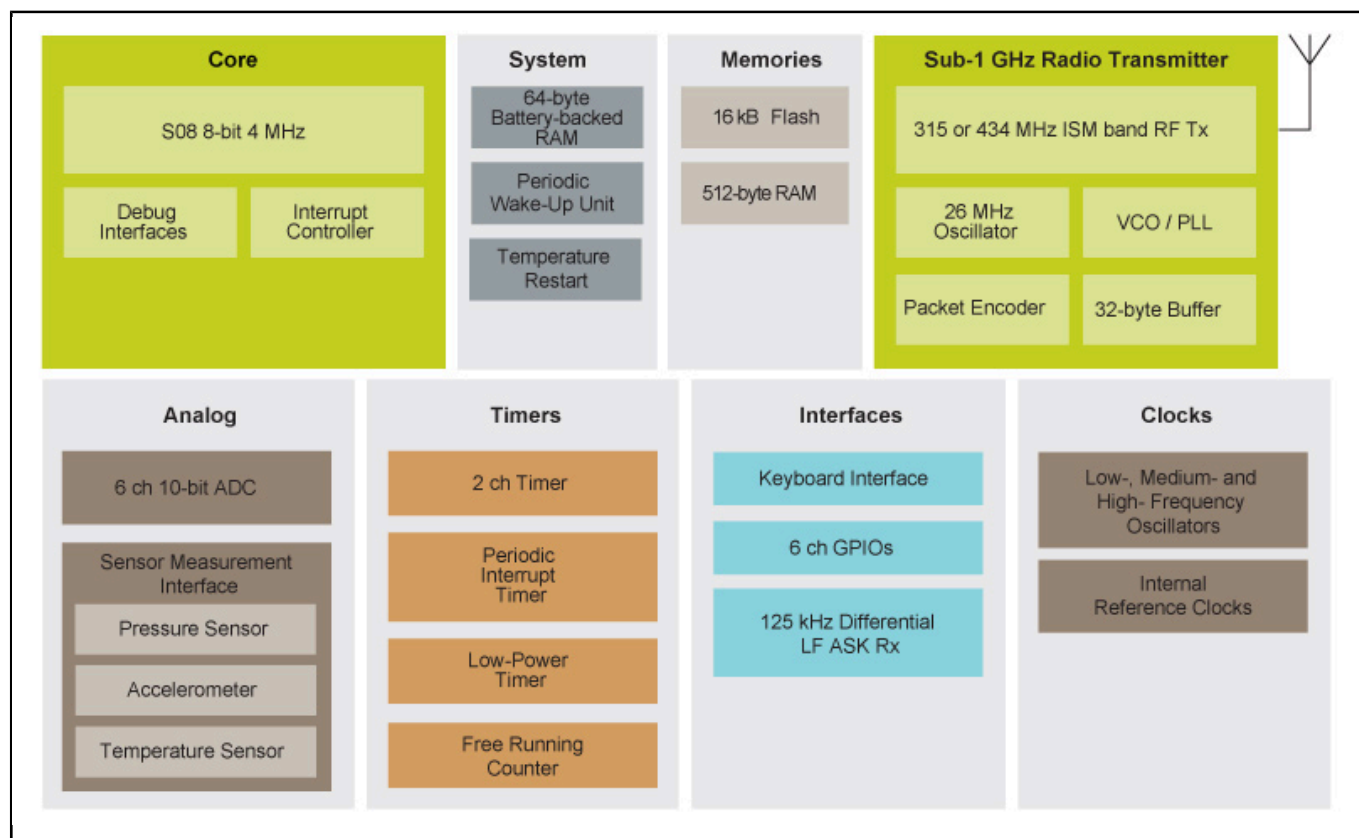 Core
S08 8-bit 4 MHz
Debug
Interfaces
Interrupt
Controller
System
64-byte
Battery-backed
RAM
Periodic
Wake-Up Unit
Temperature
Restart
Memories
16 kB Flash
512-byte RAM
Sub-1 GHz Radio Transmitter
315 or 434 MHz ISM band RF Tx
26 MHz
Oscillator
VCO / PLL
Packet Encoder
32-byte Buffer
Analog
6 ch 10-bit ADC
Sensor Measurement
Interface
Pressure Sensor
Accelerometer
Temperature Sensor
Timers
2 ch Timer
Periodic
Interrupt
Timer
Low-Power
Timer
Free Running
Counter
Interfaces
Keyboard Interface
6 ch GPIOs
125 kHz Differential
LF ASK Rx
Clocks
Low-, Medium- and
High- Frequency
Oscillators
Internal
Reference Clocks